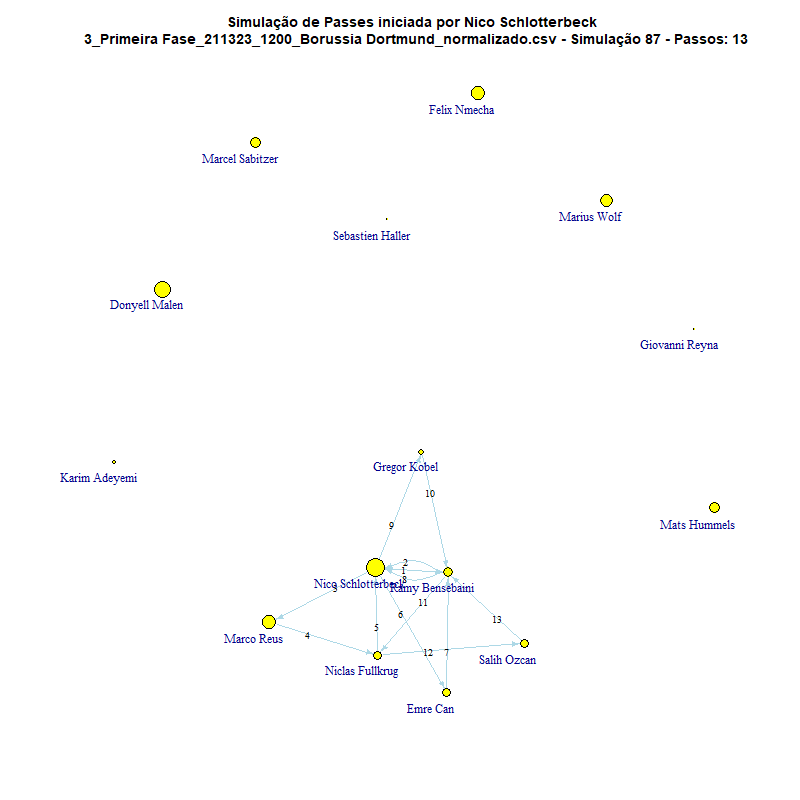 Simulação de Passes iniciada por Nico Schlotterbeck
3_Primeira Fase_211323_1200_Borussia Dortmund_normalizado.csv - Simulação 87 - Passos: 13
Felix Nmecha
Marcel Sabitzer
Marius Wolf
Sebastien Haller
Donyell Malen
Giovanni Reyna
Gregor Kobel
Karim Adeyemi
10
Mats Hummels
9
2
1
8
Nico Schlotterbeck
Ramy Bensebaini
3
11
6
13
5
4
Marco Reus
12
7
Salih Ozcan
Niclas Fullkrug
Emre Can